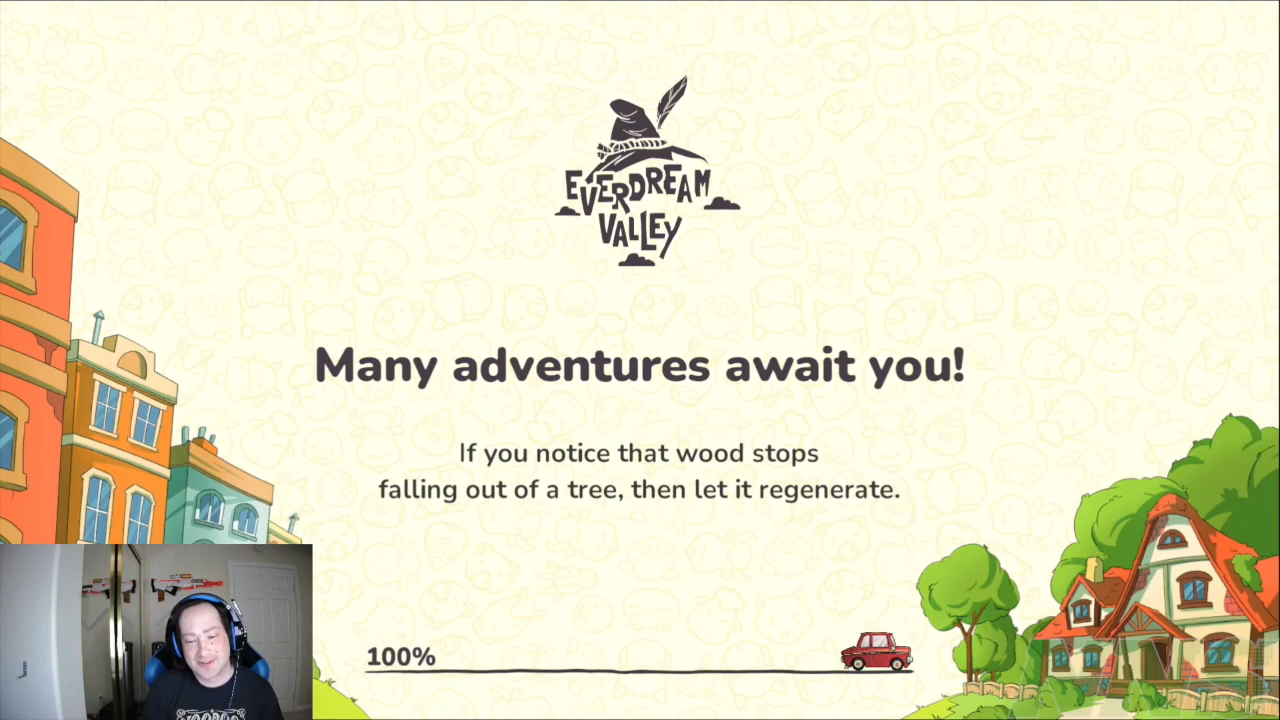 EVERDREAM
VALLEY
Many adventures await you!
If you notice that wood stops
falling out of a tree, then let it regenerate.
100%